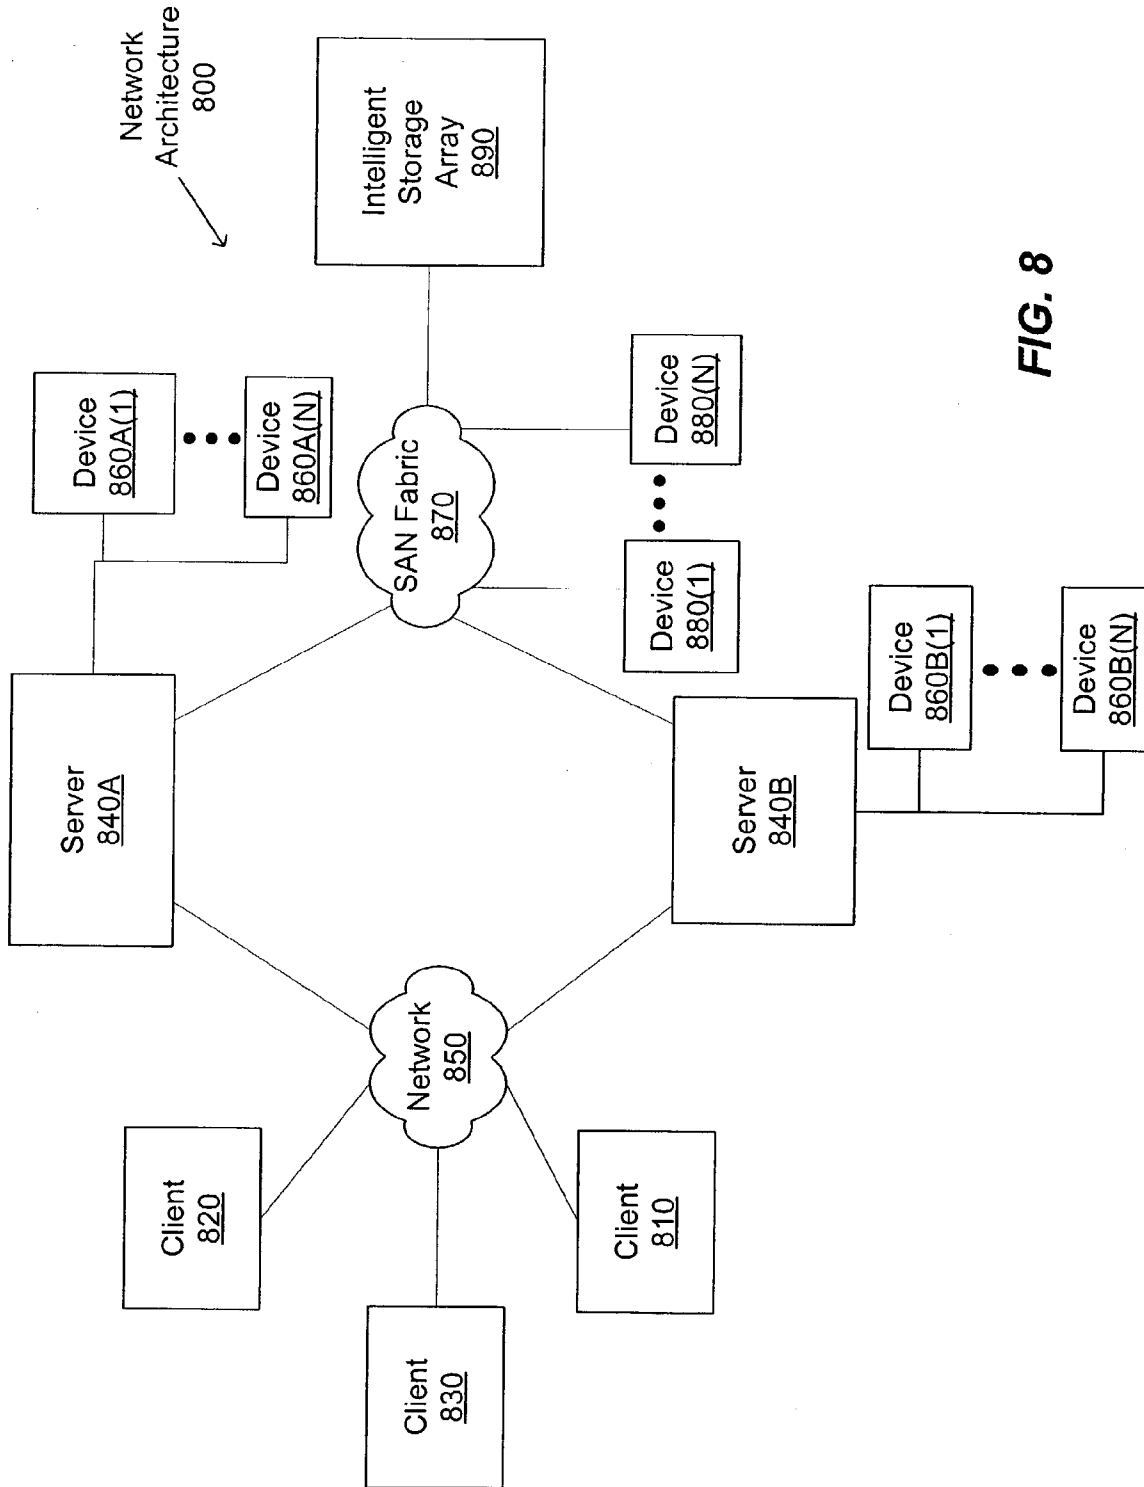 Network
Architecture
800
Device
860A(1)
Device
860A(N)
Intelligent
Storage
Array
890
Server
840A
SAN Fabric
870
Client
820
Network
850
Client
830
Device
880(1)
Device
880(N)
Client
810
Server
840B
Device
860B(1)
Device
860B(N)
FIG. 8